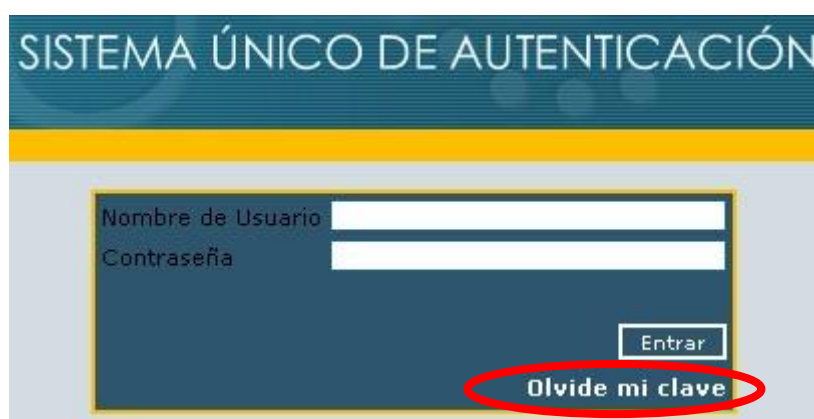 SISTEMA ÚNICO DE AUTENTICACIÓN
Nombre de Usuario
Contraseña
Entrar
Olvide mi clave